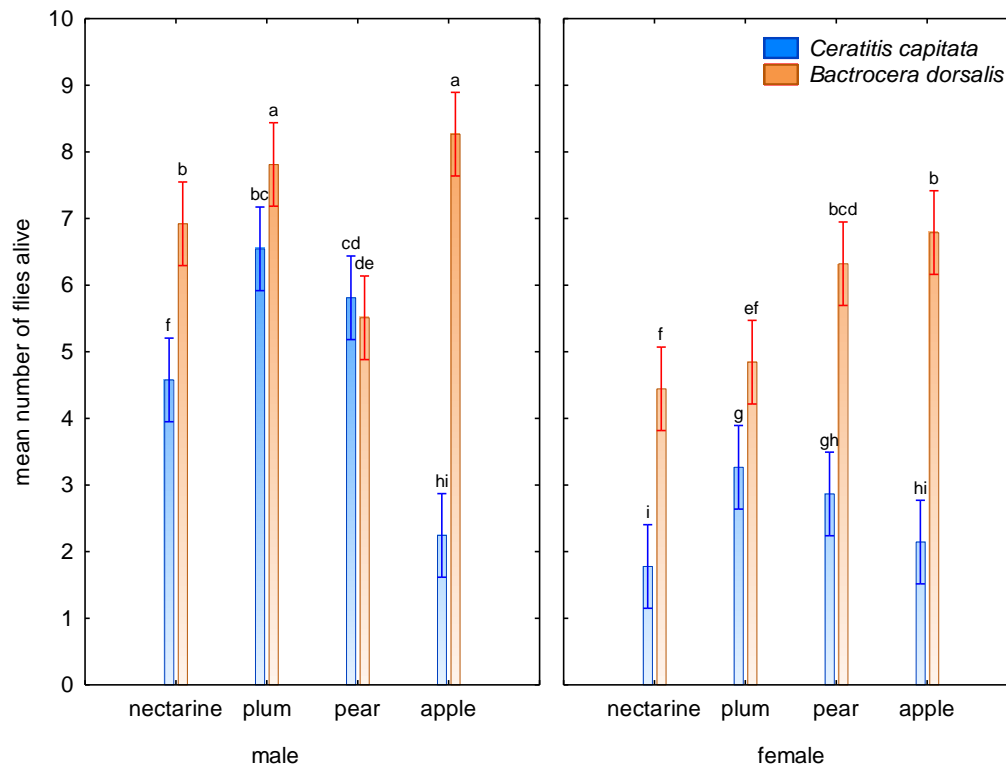 mean number of flies alive
10
9
8
7
6
5
4
3
2
1
0
f
b
bc
a
cd
de
hi
a
i
f
g
ef
gh
bcd
hi
b
Ceratitis capitata
Bactrocera dorsalis
nectarine plum pear apple
male
nectarine plum pear apple
female